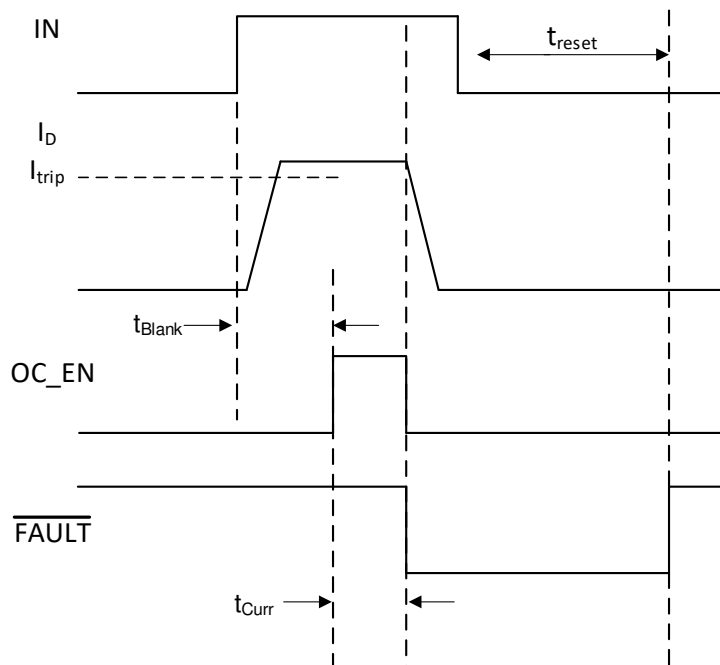 IN
t_reset
I_D
I_trip
t_Blank
OC_EN
FAULT
t_Curr